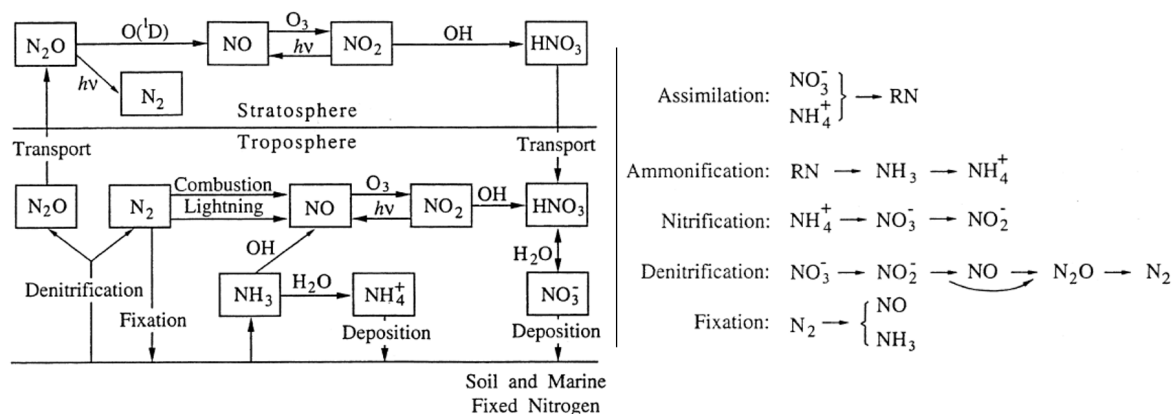 O(¹D) O₃ OH
N₂O NO NO₂ HNO₃
hν
hν N₂
Stratosphere
Troposphere
Transport Transport
Combustion O₃
N₂O N₂ Lightning NO hν NO₂ OH HNO₃
OH H₂O
H₂O
Denitrification NH₃ NH₄⁺ NO₃⁻
Fixation Deposition Deposition
Soil and Marine
Fixed Nitrogen
Assimilation: NO₃⁻ NH₄⁺ } → RN
Ammonification: RN → NH₃ → NH₄⁺
Nitrification: NH₄⁺ → NO₃⁻ → NO₂⁻
Denitrification: NO₃⁻ → NO₂⁻ → NO → N₂O → N₂
Fixation: N₂ → { NO NH₃